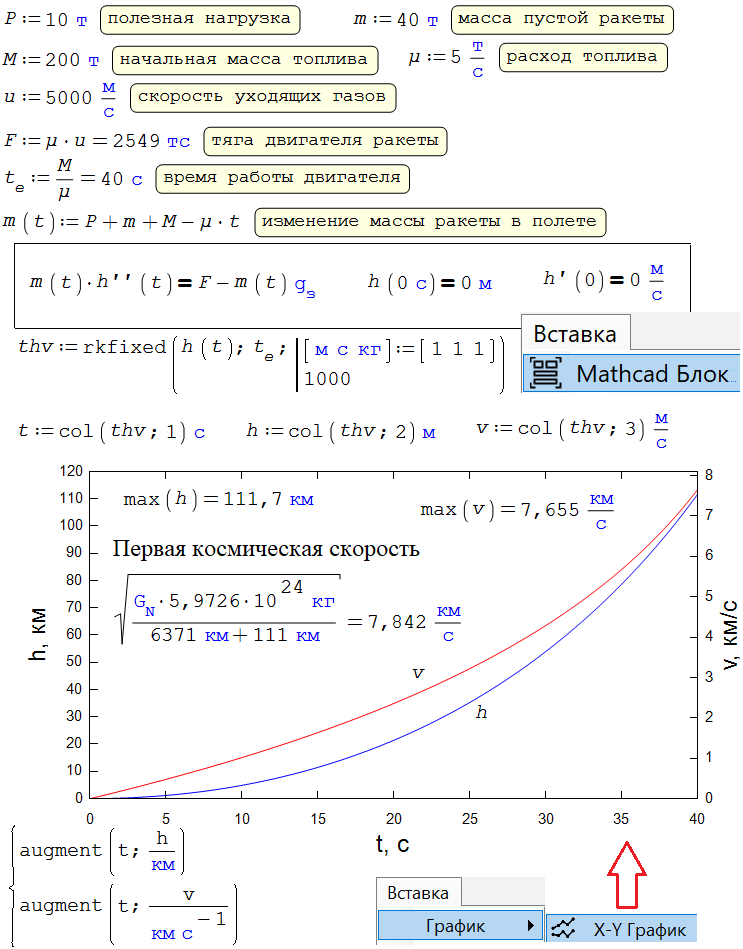 P:=10 т полезная нагрузка m:=40 т масса пустой ракеты
M:=200 т начальная масса топлива μ:=5 т/с расход топлива
u:=5000 м/с скорость уходящих газов
F:=μ·u=2549 тс тяга двигателя ракеты
tₑ:=M/μ=40 с время работы двигателя
m(t):=P+m+M-μ·t изменение массы ракеты в полете
m(t)·h''(t)=F-m(t) gₛ h(0 с)=0 м h'(0)=0 м/с
Вставка
Mathcad Блок...
thv:=rkfixed(h(t); tₑ; |[м с кг]:=[1 1 1]
1000)
t:=col(thv; 1) с h:=col(thv; 2) м v:=col(thv; 3) м/с
120
110
100
90
80
70
60
50
40
30
20
10
0
h, км
max(h)=111,7 км max(v)=7,655 км/с
Первая космическая скорость
√(G_N·5,9726·10^24 кг/(6371 км+111 км))=7,842 км/с
v
h
8
7
6
5
4
3
2
1
0
v, км/с
0 5 10 15 20 25 30 35 40
t, с
augment(t; h/км)
augment(t; v/(км с^-1))
Вставка
График X-Y График